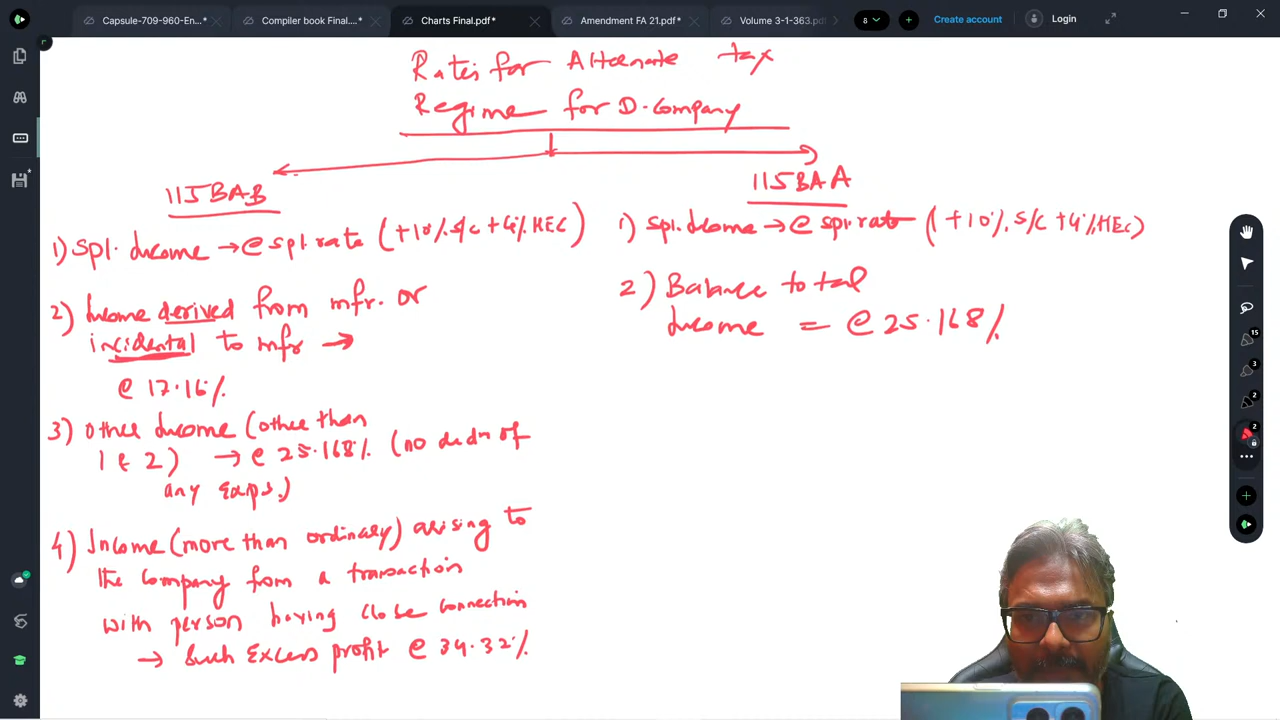 Capsule-709-960-En...*
Compiler book Final....*
Charts Final.pdf*
Amendment FA 21.pdf*
Volume 3-1-363.pd
8
Create account
Login
Rates for Alternate tax
Regime for D.Company
115BAB
1) Spl. Income → @ spl. rate (+10% S/C +4% HEC)
2) Income derived from mfr. or
incidental to mfr →
@ 17.16%
3) Other Income (other than
1 & 2) → @ 25.168% (no dedn of
any Exps.)
4) Income (more than ordinary) arising to
the Company from a transaction
with person having close connection
→ Such Excess profit @ 34.32%
115BAA
1) Spl. Income → @ spl. rate (+10% S/C +4% HEC)
2) Balance total
Income = @ 25.168%
15
3
2
2